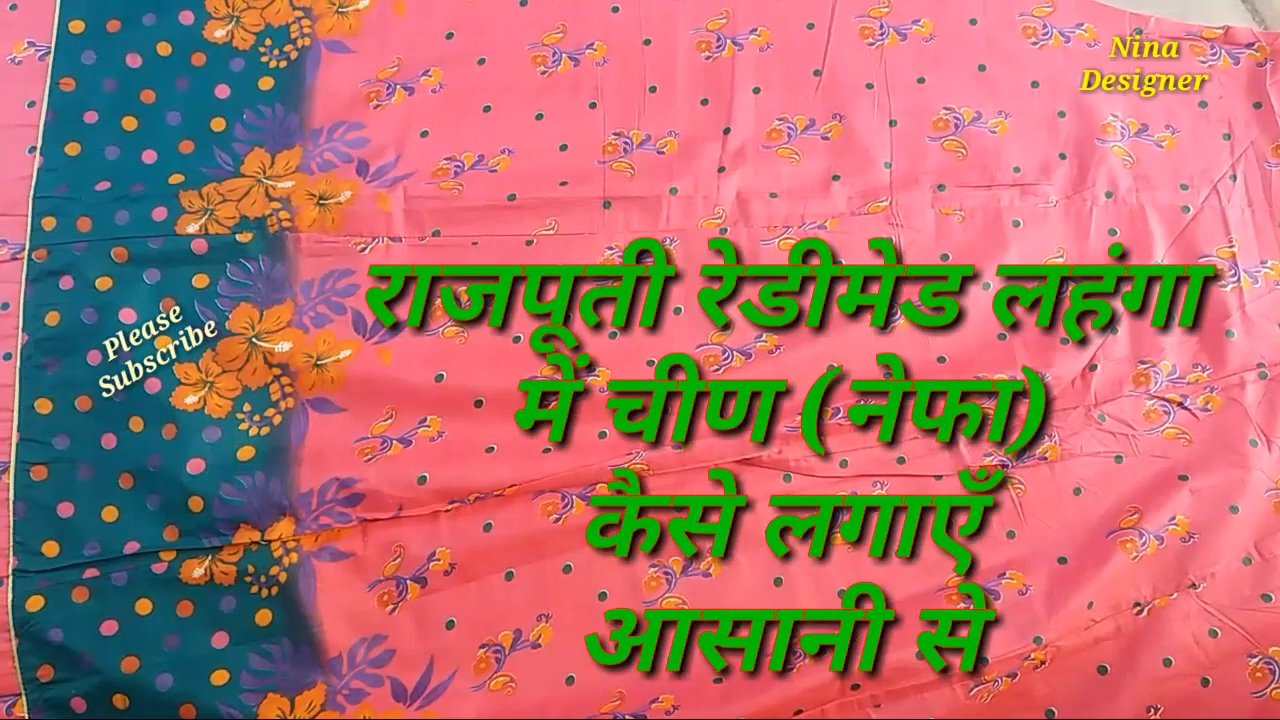 Nina
Designer
राजपूती रेडीमेड लहंगा
में चीण (नेफा)
कैसे लगाएँ
आसानी से
Please
Subscribe